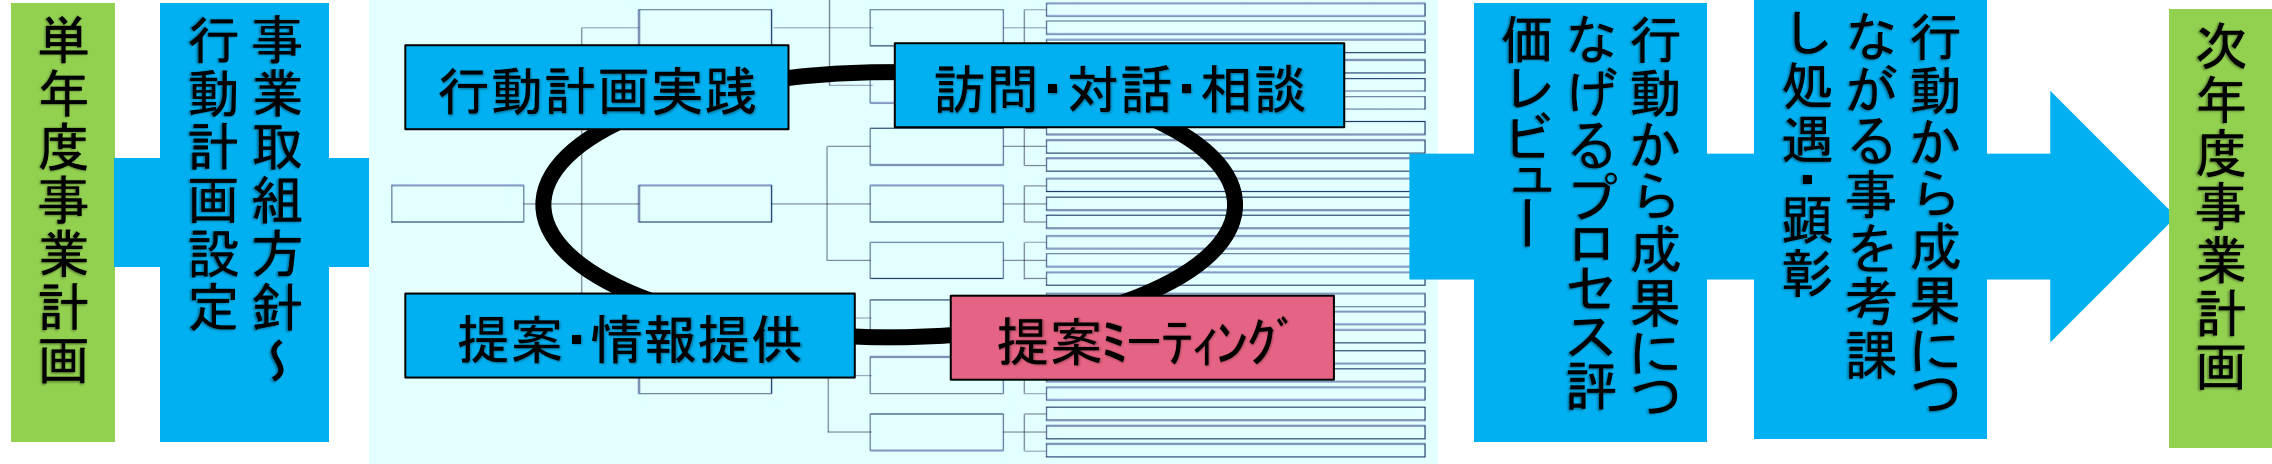 単年度事業計画
事業取組方針～
行動計画設定
行動計画実践
訪問・対話・相談
提案・情報提供
提案ミーティング
行動から成果につ
なげるプロセス評
価レビュー
行動から成果につ
ながる事を考課
し処遇・顕彰
次年度事業計画